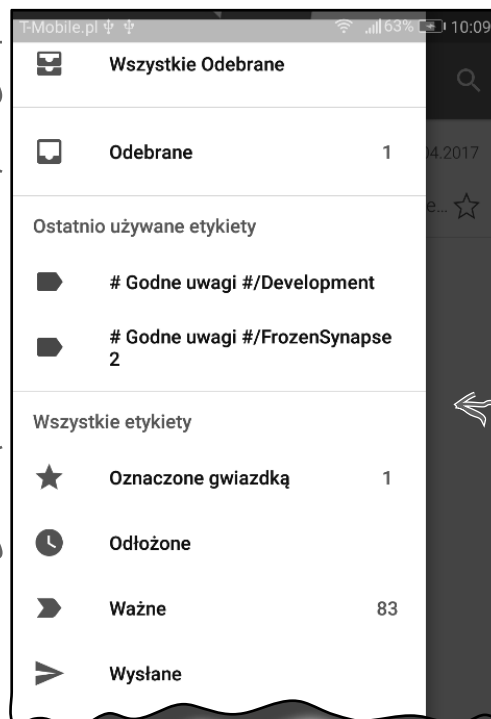 T-Mobile.pl 63% 10:09
Wszystkie Odebrane
Odebrane 1
04.2017
e...
Ostatnio używane etykiety
# Godne uwagi #/Development
# Godne uwagi #/FrozenSynapse
2
Wszystkie etykiety
Oznaczone gwiazdką 1
Odłożone
Ważne 83
Wysłane